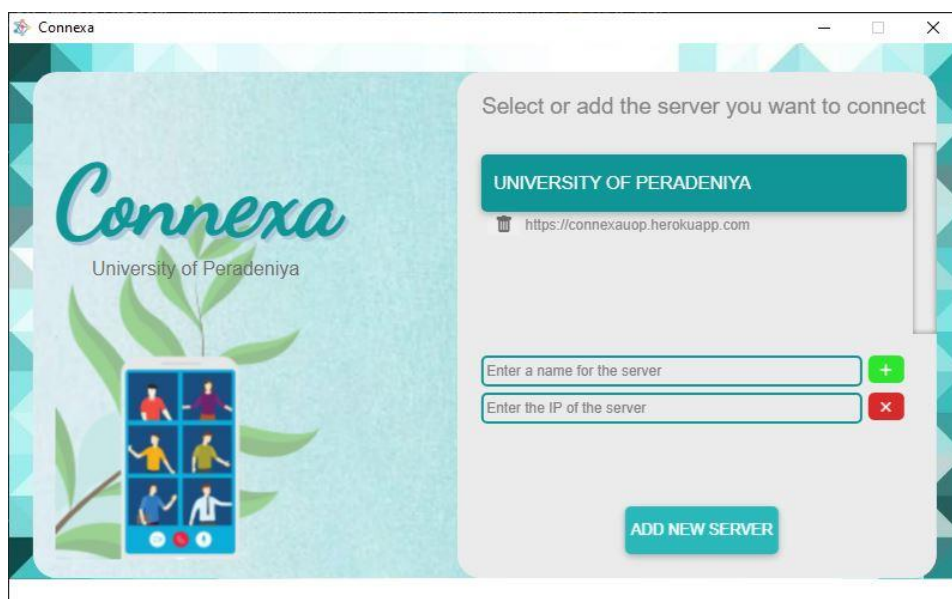 Connexa
Select or add the server you want to connect
Connexa
University of Peradeniya
UNIVERSITY OF PERADENIYA
https://connexauop.herokuapp.com
Enter a name for the server
+
Enter the IP of the server
×
ADD NEW SERVER